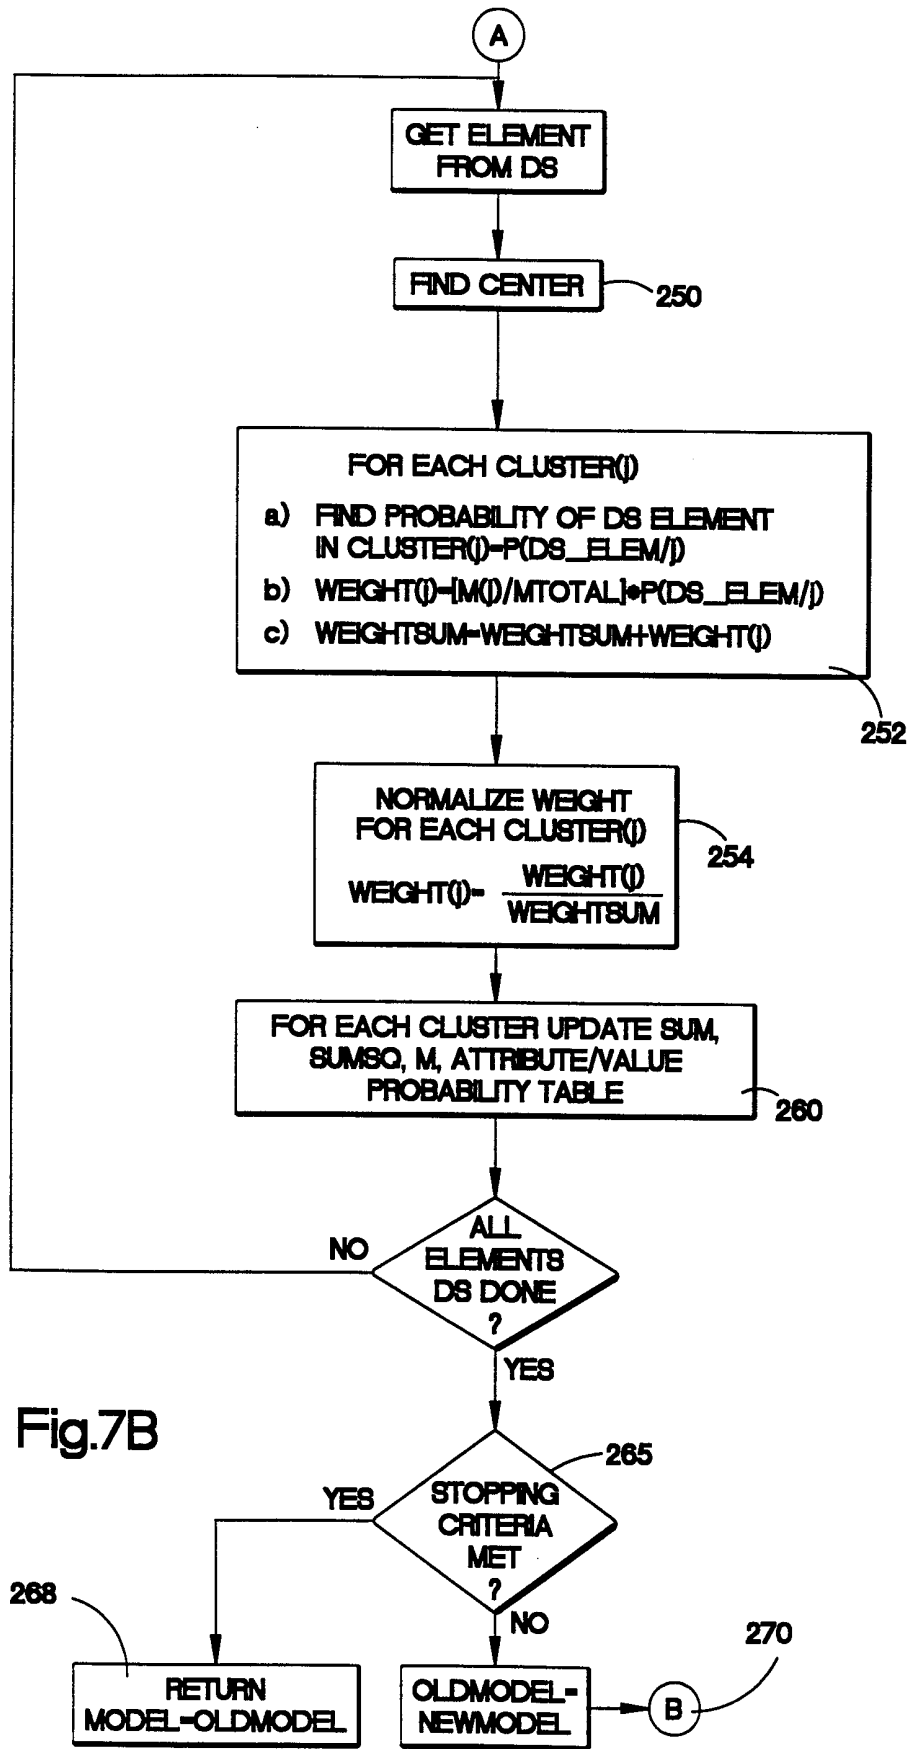 A
GET ELEMENT
FROM DS
FIND CENTER
250
FOR EACH CLUSTER(j)
a) FIND PROBABILITY OF DS ELEMENT
IN CLUSTER(j)=P(DS_ELEM/j)
b) WEIGHT(j)=[M(j)/MTOTAL]*P(DS_ELEM/j)
c) WEIGHTSUM=WEIGHTSUM+WEIGHT(j)
252
NORMALIZE WEIGHT
FOR EACH CLUSTER(j)
WEIGHT(j)= WEIGHT(j)
WEIGHTSUM
254
FOR EACH CLUSTER UPDATE SUM,
SUMSQ, M, ATTRIBUTE/VALUE
PROBABILITY TABLE
260
NO
ALL
ELEMENTS
DS DONE
?
YES
Fig.7B
265
YES
STOPPING
CRITERIA
MET
?
NO
268
RETURN
MODEL=OLDMODEL
OLDMODEL=
NEWMODEL
B
270